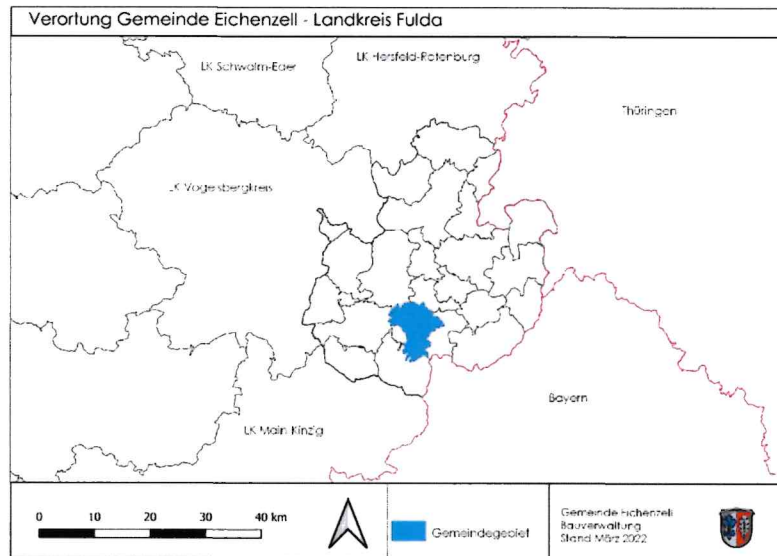 Verortung Gemeinde Eichenzell - Landkreis Fulda
LK Schwalm-Eder
LK Hersfeld-Rotenburg
Thüringen
LK Vogelsbergkreis
Bayern
LK Main Kinzig
0 10 20 30 40 km
Gemeindegebiet
Gemeinde Eichenzell
Bauverwaltung
Stand März 2022